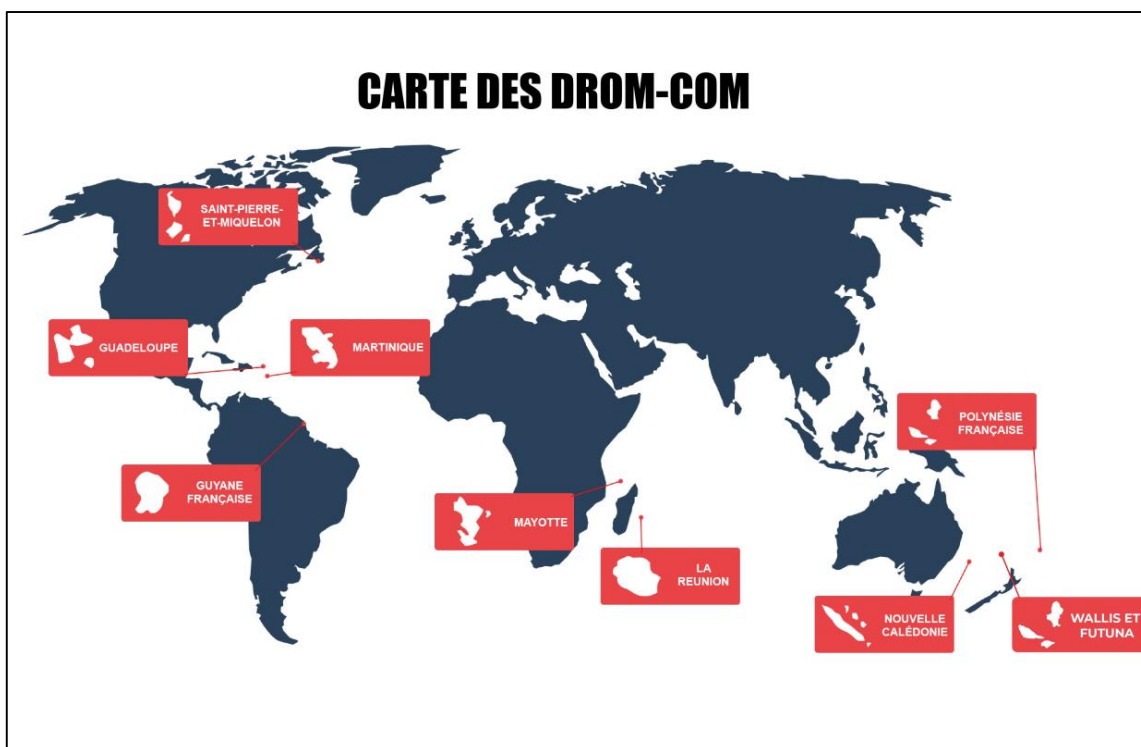 CARTE DES DROM-COM
SAINT-PIERRE-
ET-MIQUELON
GUADELOUPE
MARTINIQUE
POLYNÉSIE
FRANÇAISE
GUYANE
FRANÇAISE
MAYOTTE
LA
REUNION
NOUVELLE
CALÉDONIE
WALLIS ET
FUTUNA